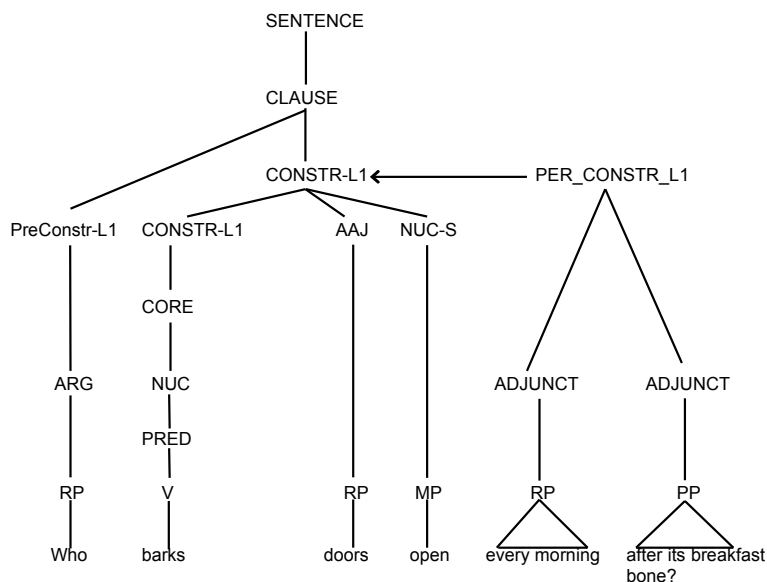 SENTENCE
CLAUSE
CONSTR-L1 PER_CONSTR_L1
PreConstr-L1 CONSTR-L1 AAJ NUC-S
CORE
ARG NUC ADJUNCT ADJUNCT
PRED
RP V RP MP RP PP
Who barks doors open every morning after its breakfast
bone?